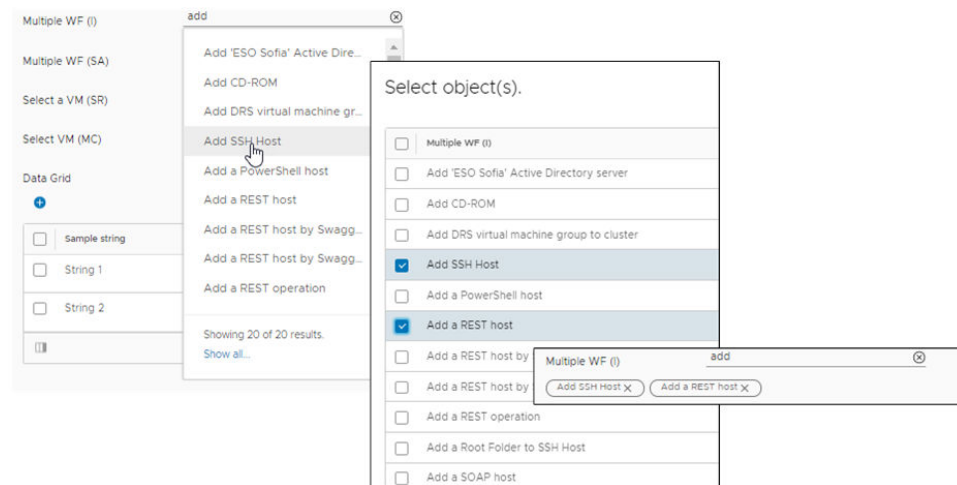 Multiple WF (I)
add
Multiple WF (SA)
Select a VM (SR)
Select VM (MC)
Data Grid
Sample string
String 1
String 2
Add 'ESO Sofia' Active Dire...
Add CD-ROM
Add DRS virtual machine gr...
Add SSH Host
Add a PowerShell host
Add a REST host
Add a REST host by Swagg...
Add a REST host by Swagg...
Add a REST operation
Showing 20 of 20 results.
Show all...
Select object(s).
Multiple WF (I)
Add 'ESO Sofia' Active Directory server
Add CD-ROM
Add DRS virtual machine group to cluster
Add SSH Host
Add a PowerShell host
Add a REST host
Add a REST host by
Add a REST host by
Add a REST operation
Add a Root Folder to SSH Host
Add a SOAP host
Multiple WF (I)
add
Add SSH Host
Add a REST host